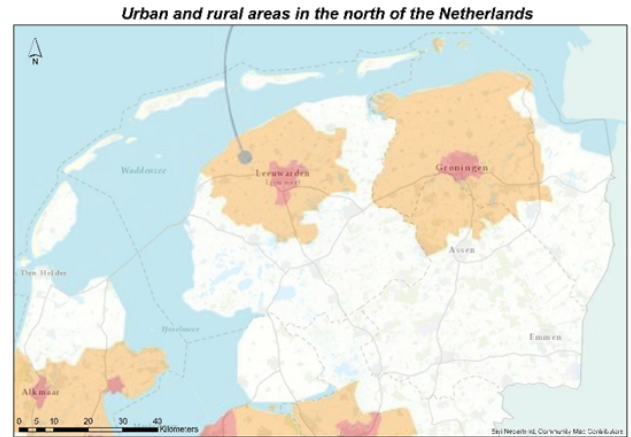 Urban and rural areas in the north of the Netherlands
N
Waddenzee
Leeuwarden
Groningen
Assen
Den Helder
Emmen
IJsselmeer
Alkmaar
0 5 10 20 30 40
Kilometers
Esri Nederland, Community Map Contributors